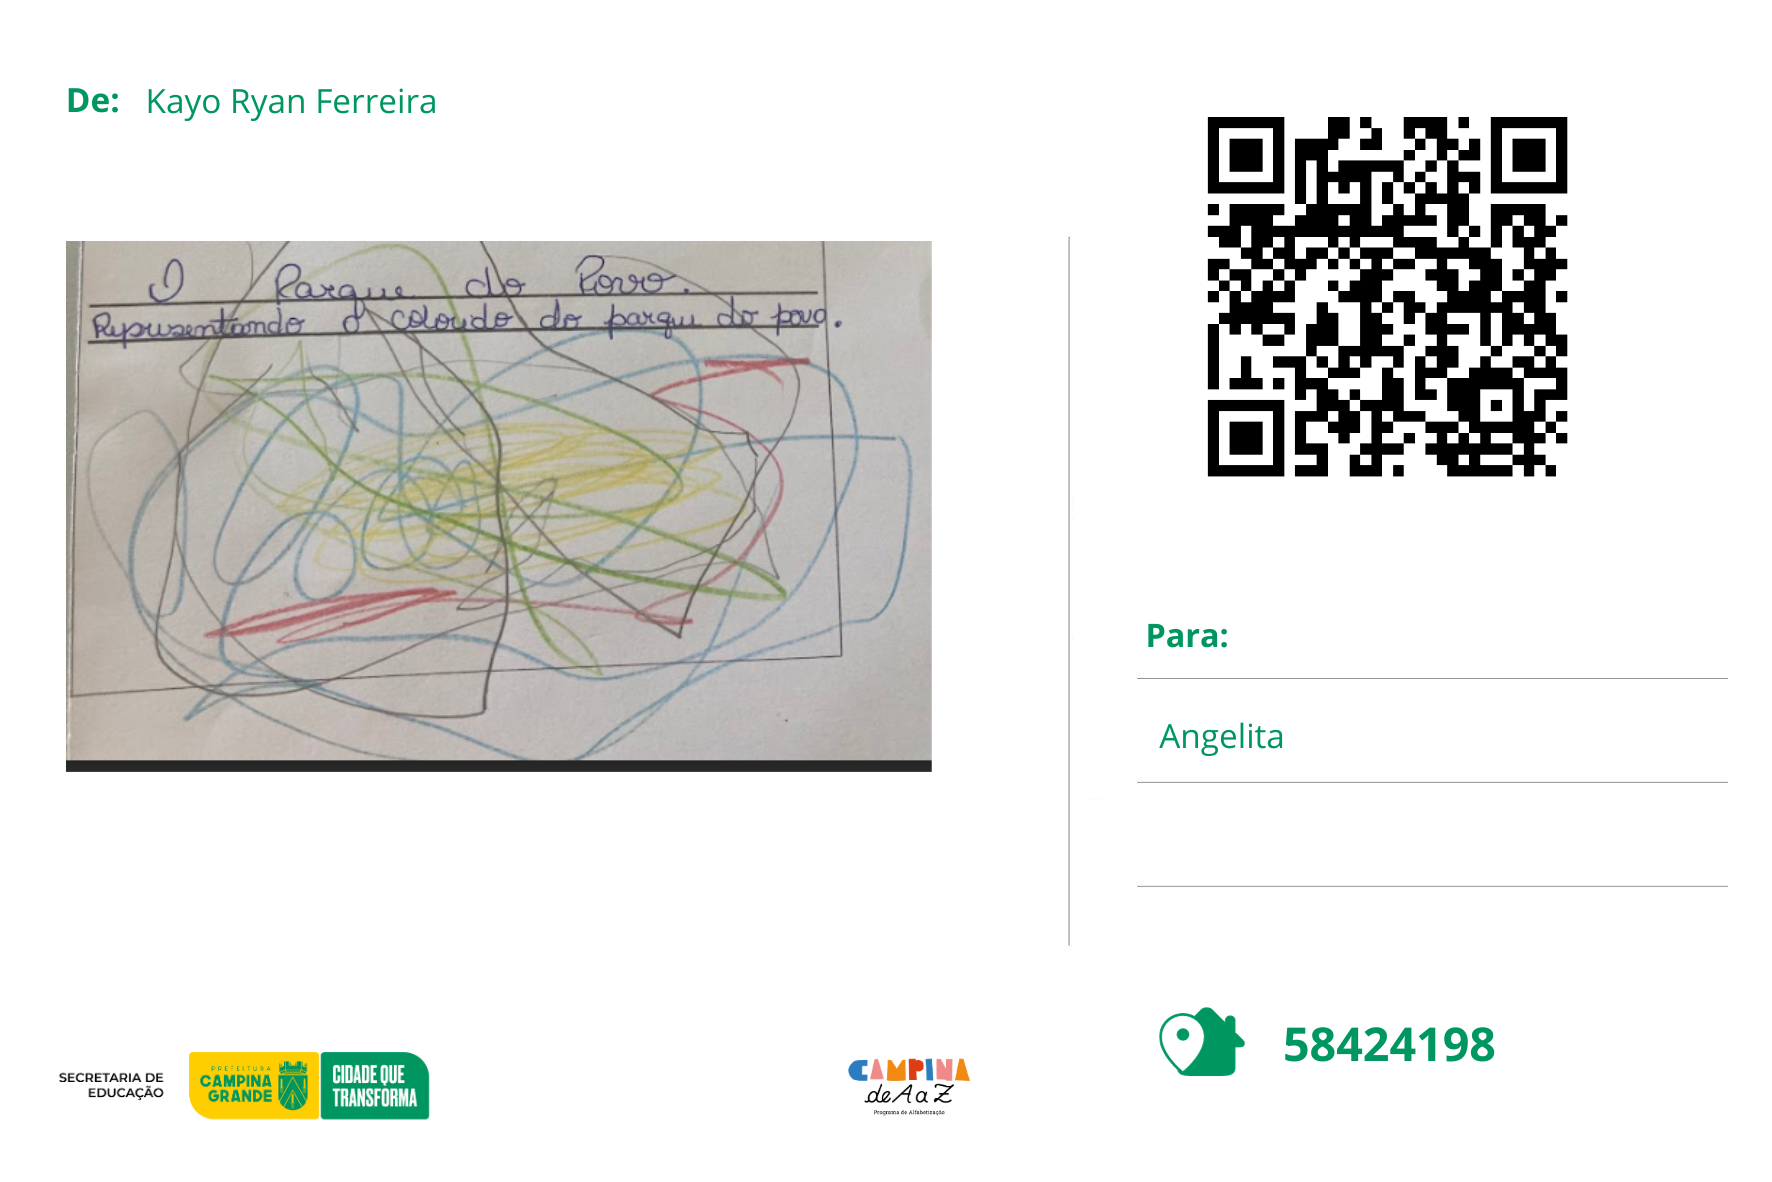 De: Kayo Ryan Ferreira
O Parque do Povo.
Representando o colorido do parque do povo.
Para:
Angelita
58424198
SECRETARIA DE
EDUCAÇÃO
PREFEITURA
CAMPINA
GRANDE
CIDADE QUE
TRANSFORMA
CAMPINA
de A a Z
Programa de Alfabetização